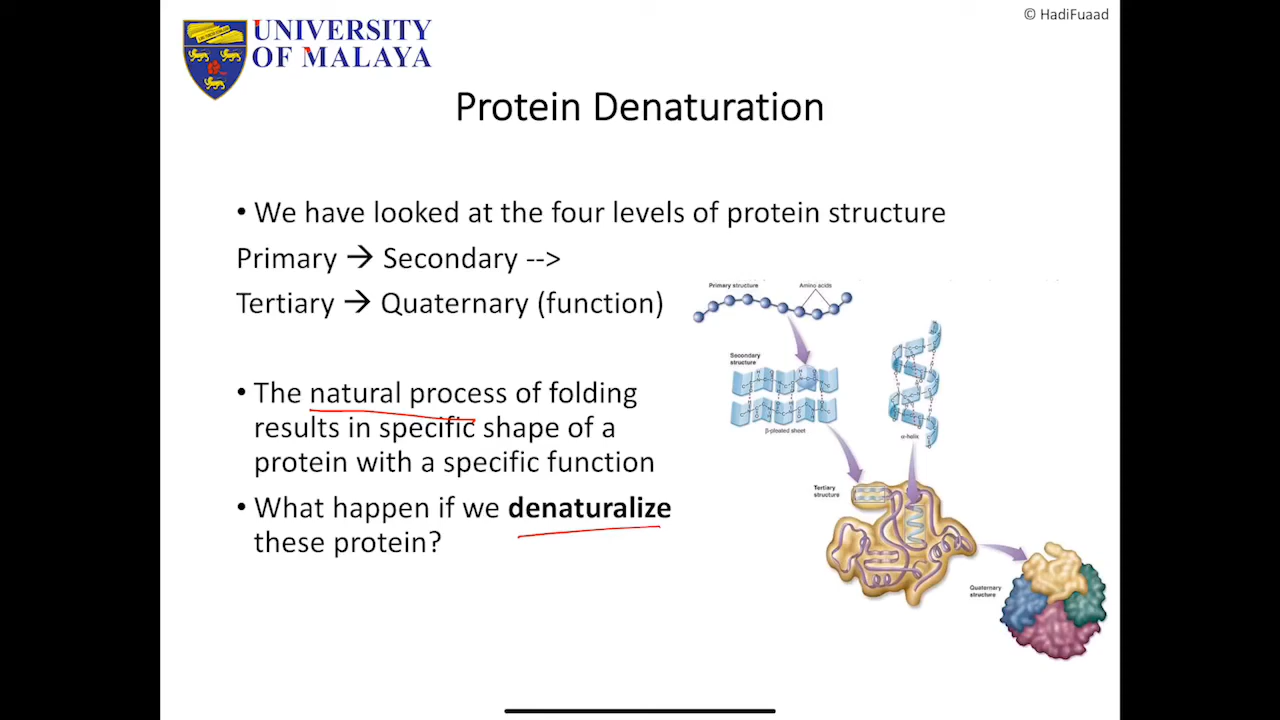 © HadiFuaad
UNIVERSITY
OF MALAYA
Protein Denaturation
• We have looked at the four levels of protein structure
Primary → Secondary -->
Tertiary → Quaternary (function)
• The natural process of folding
results in specific shape of a
protein with a specific function
• What happen if we denaturalize
these protein?
Primary structure
Amino acids
Secondary
structure
β-pleated sheet
α-helix
Tertiary
structure
Quaternary
structure